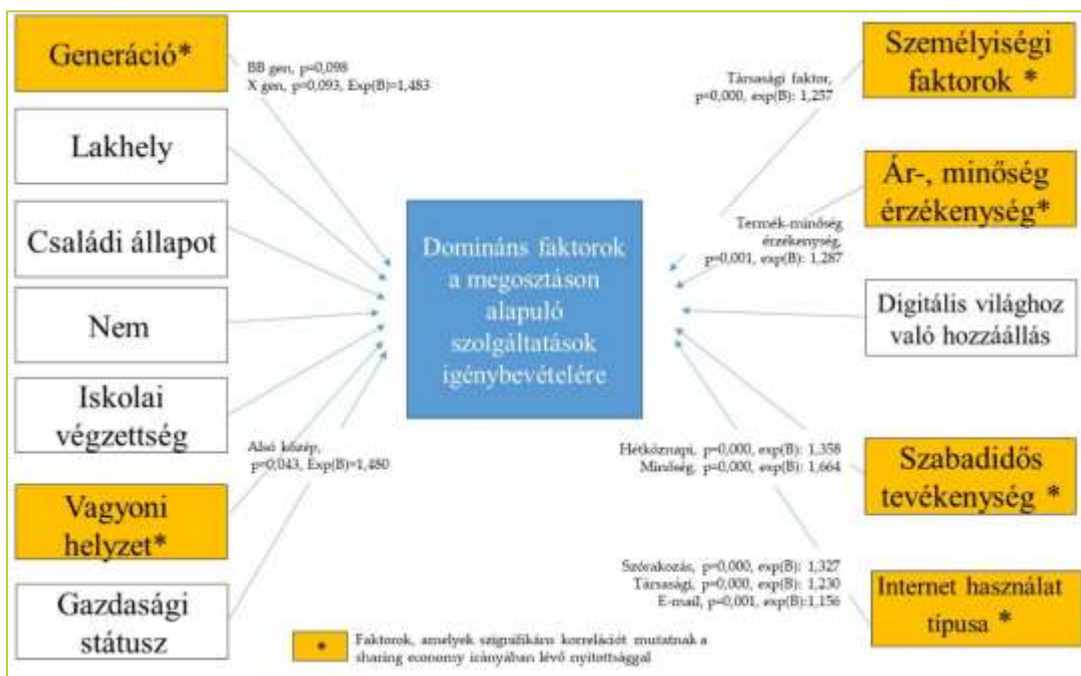 Generáció*
BB gen, p=0,098
X gen, p=0,093, Exp(B)=1,483
Lakhely
Családi állapot
Nem
Iskolai
végzettség
Alsó közép,
p=0,043, Exp(B)=1,480
Vagyoni
helyzet*
Gazdasági
státusz
Domináns faktorok
a megosztáson
alapuló
szolgáltatások
igénybevételére
Személyiségi
faktorok *
Társasági faktor,
p=0,000, exp(B): 1,257
Ár-, minőség
érzékenység*
Termék-minőség
érzékenység,
p=0,001, exp(B): 1,287
Digitális világhoz
való hozzáállás
Hétköznapi, p=0,000, exp(B): 1,358
Minőség, p=0,000, exp(B): 1,664
Szabadidős
tevékenység *
Szórakozás, p=0,000, exp(B): 1,327
Társasági, p=0,000, exp(B): 1,230
E-mail, p=0,001, exp(B):1,156
Internet használat
típusa *
* Faktorok, amelyek szigifikáns korrelációt mutatnak a
sharing economy irányában lévő nyitottsággal